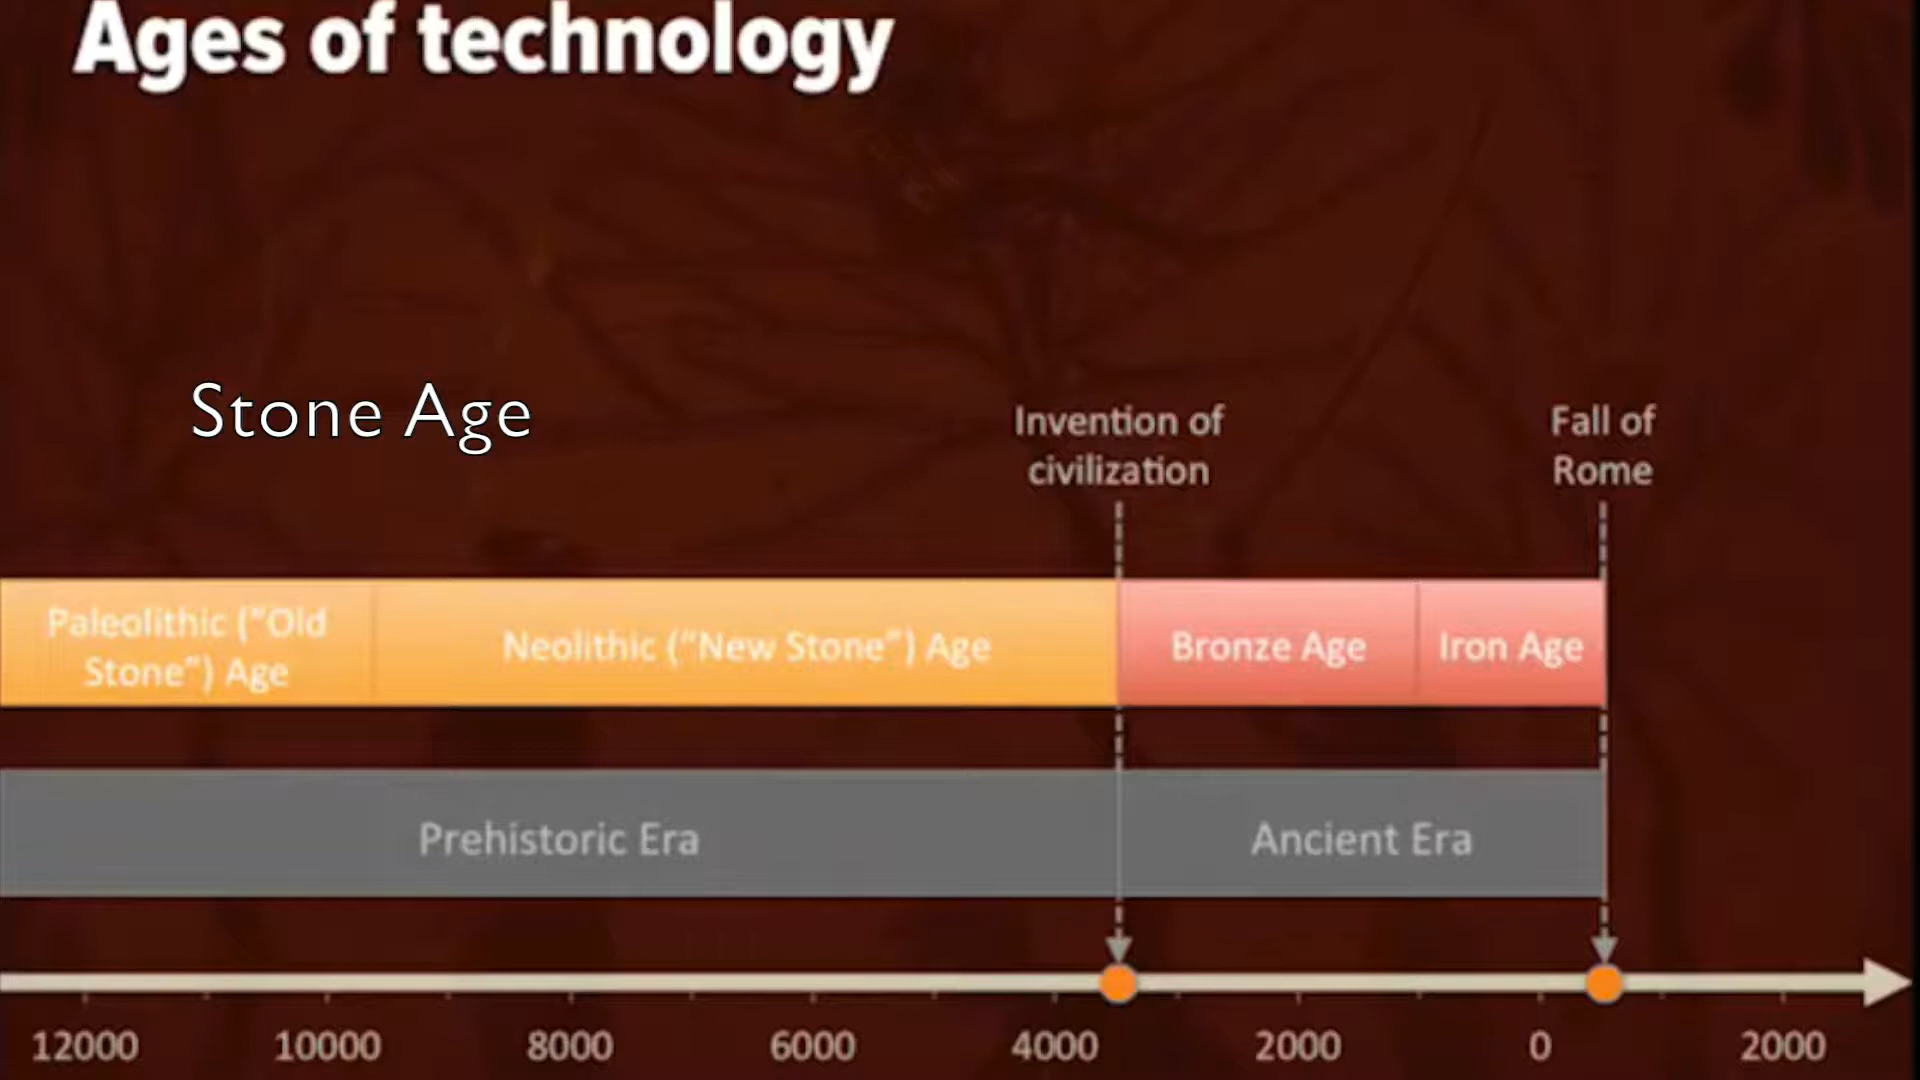 Ages of technology
Stone Age
Invention of
civilization
Fall of
Rome
Paleolithic ("Old
Stone") Age
Neolithic ("New Stone") Age
Bronze Age
Iron Age
Prehistoric Era
Ancient Era
12000
10000
8000
6000
4000
2000
0
2000